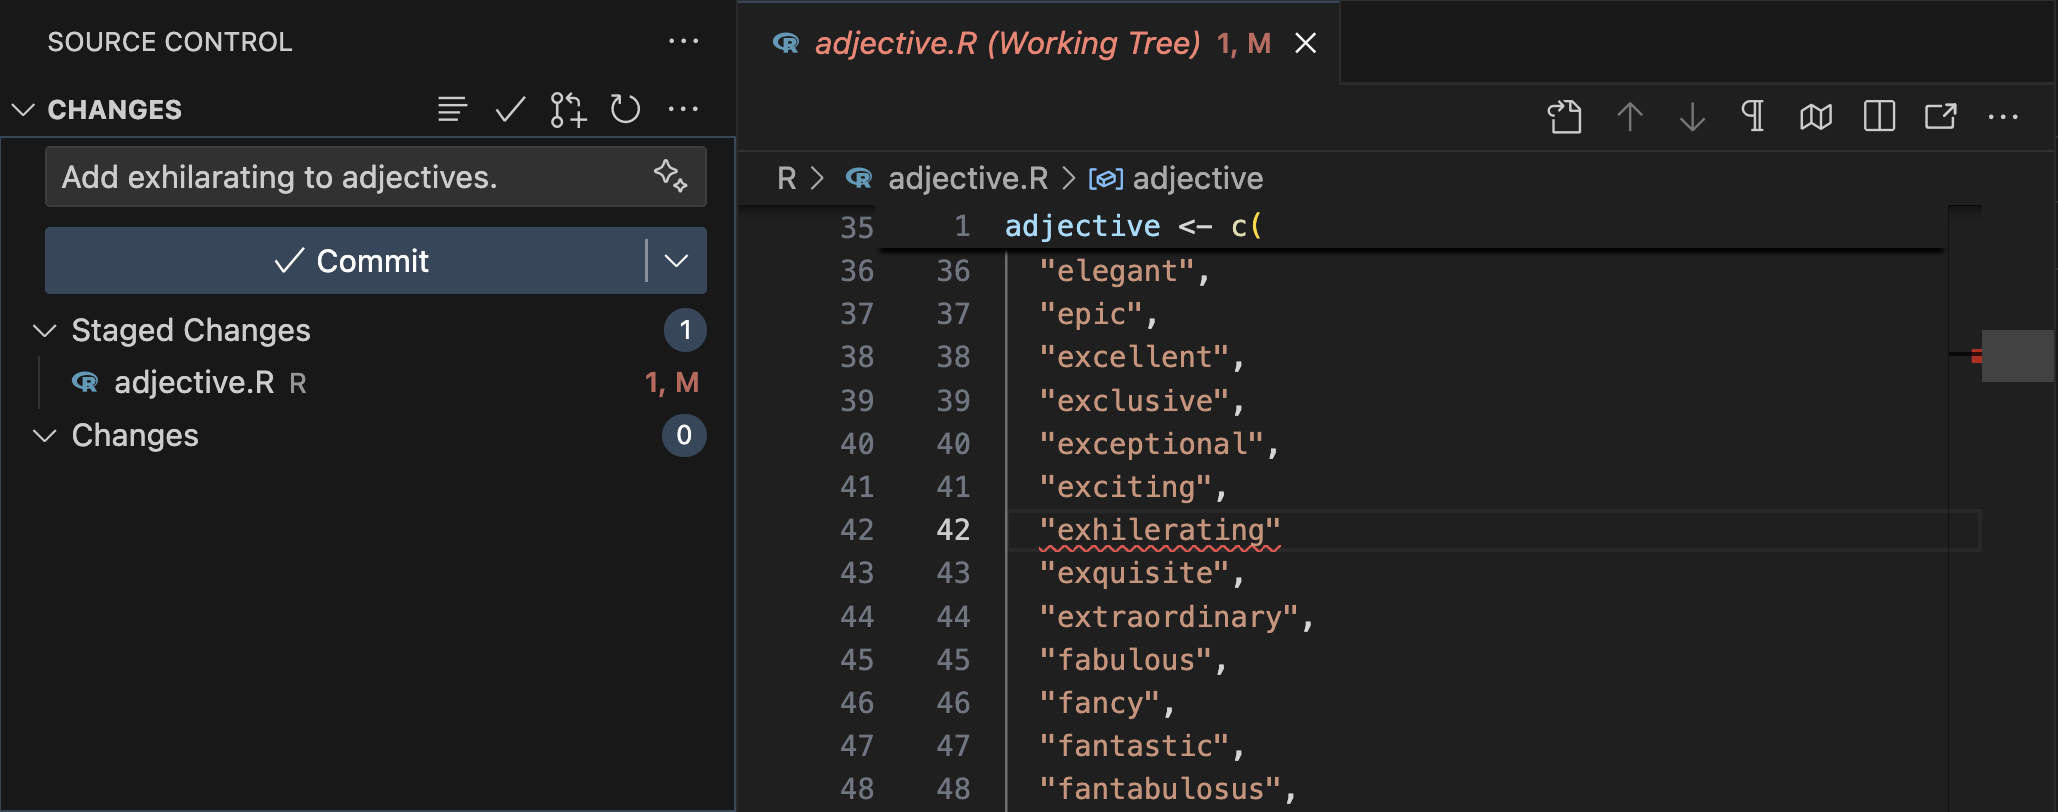 SOURCE CONTROL
CHANGES
Add exhilarating to adjectives.
Commit
Staged Changes 1
adjective.R R 1, M
Changes 0
adjective.R (Working Tree) 1, M
R > adjective.R > adjective
35 1 adjective <- c(
36 36 "elegant",
37 37 "epic",
38 38 "excellent",
39 39 "exclusive",
40 40 "exceptional",
41 41 "exciting",
42 42 "exhilerating"
43 43 "exquisite",
44 44 "extraordinary",
45 45 "fabulous",
46 46 "fancy",
47 47 "fantastic",
48 48 "fantabulosus",